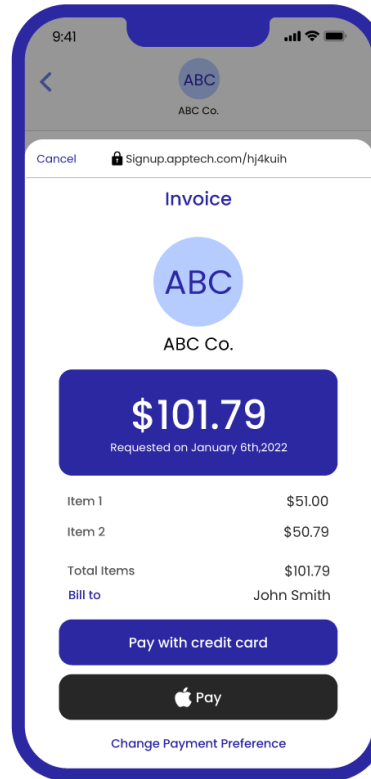 9:41
ABC
ABC Co.
Cancel Signup.apptech.com/hj4kuih
Invoice
ABC
ABC Co.
$101.79
Requested on January 6th,2022
Item 1 $51.00
Item 2 $50.79
Total Items $101.79
Bill to John Smith
Pay with credit card
Pay
Change Payment Preference